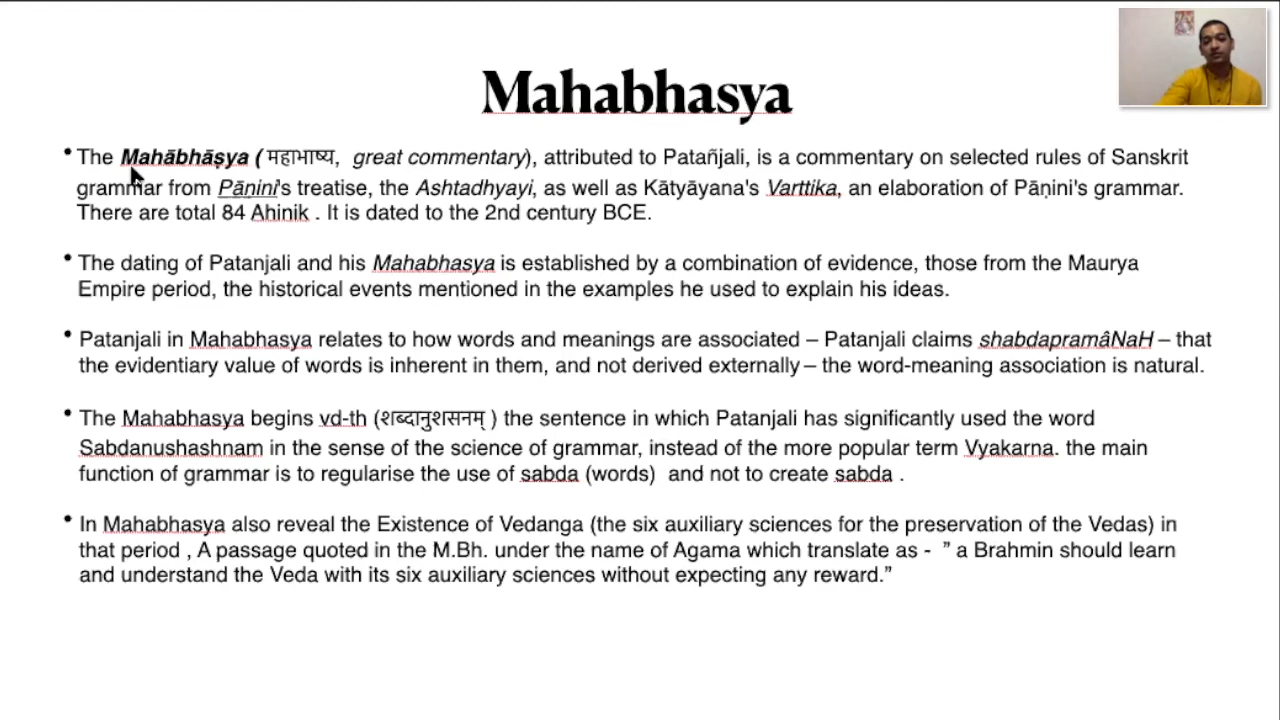 Mahabhasya
• The Mahābhāṣya ( महाभाष्य, great commentary), attributed to Patañjali, is a commentary on selected rules of Sanskrit
grammar from Pāṇini's treatise, the Ashtadhyayi, as well as Kātyāyana's Varttika, an elaboration of Pāṇini's grammar.
There are total 84 Ahinik . It is dated to the 2nd century BCE.
• The dating of Patanjali and his Mahabhasya is established by a combination of evidence, those from the Maurya
Empire period, the historical events mentioned in the examples he used to explain his ideas.
• Patanjali in Mahabhasya relates to how words and meanings are associated – Patanjali claims shabdapramâNaH – that
the evidentiary value of words is inherent in them, and not derived externally – the word-meaning association is natural.
• The Mahabhasya begins vd-th (शब्दानुशसनम् ) the sentence in which Patanjali has significantly used the word
Sabdanushashnam in the sense of the science of grammar, instead of the more popular term Vyakarna. the main
function of grammar is to regularise the use of sabda (words) and not to create sabda .
• In Mahabhasya also reveal the Existence of Vedanga (the six auxiliary sciences for the preservation of the Vedas) in
that period , A passage quoted in the M.Bh. under the name of Agama which translate as - ” a Brahmin should learn
and understand the Veda with its six auxiliary sciences without expecting any reward.”